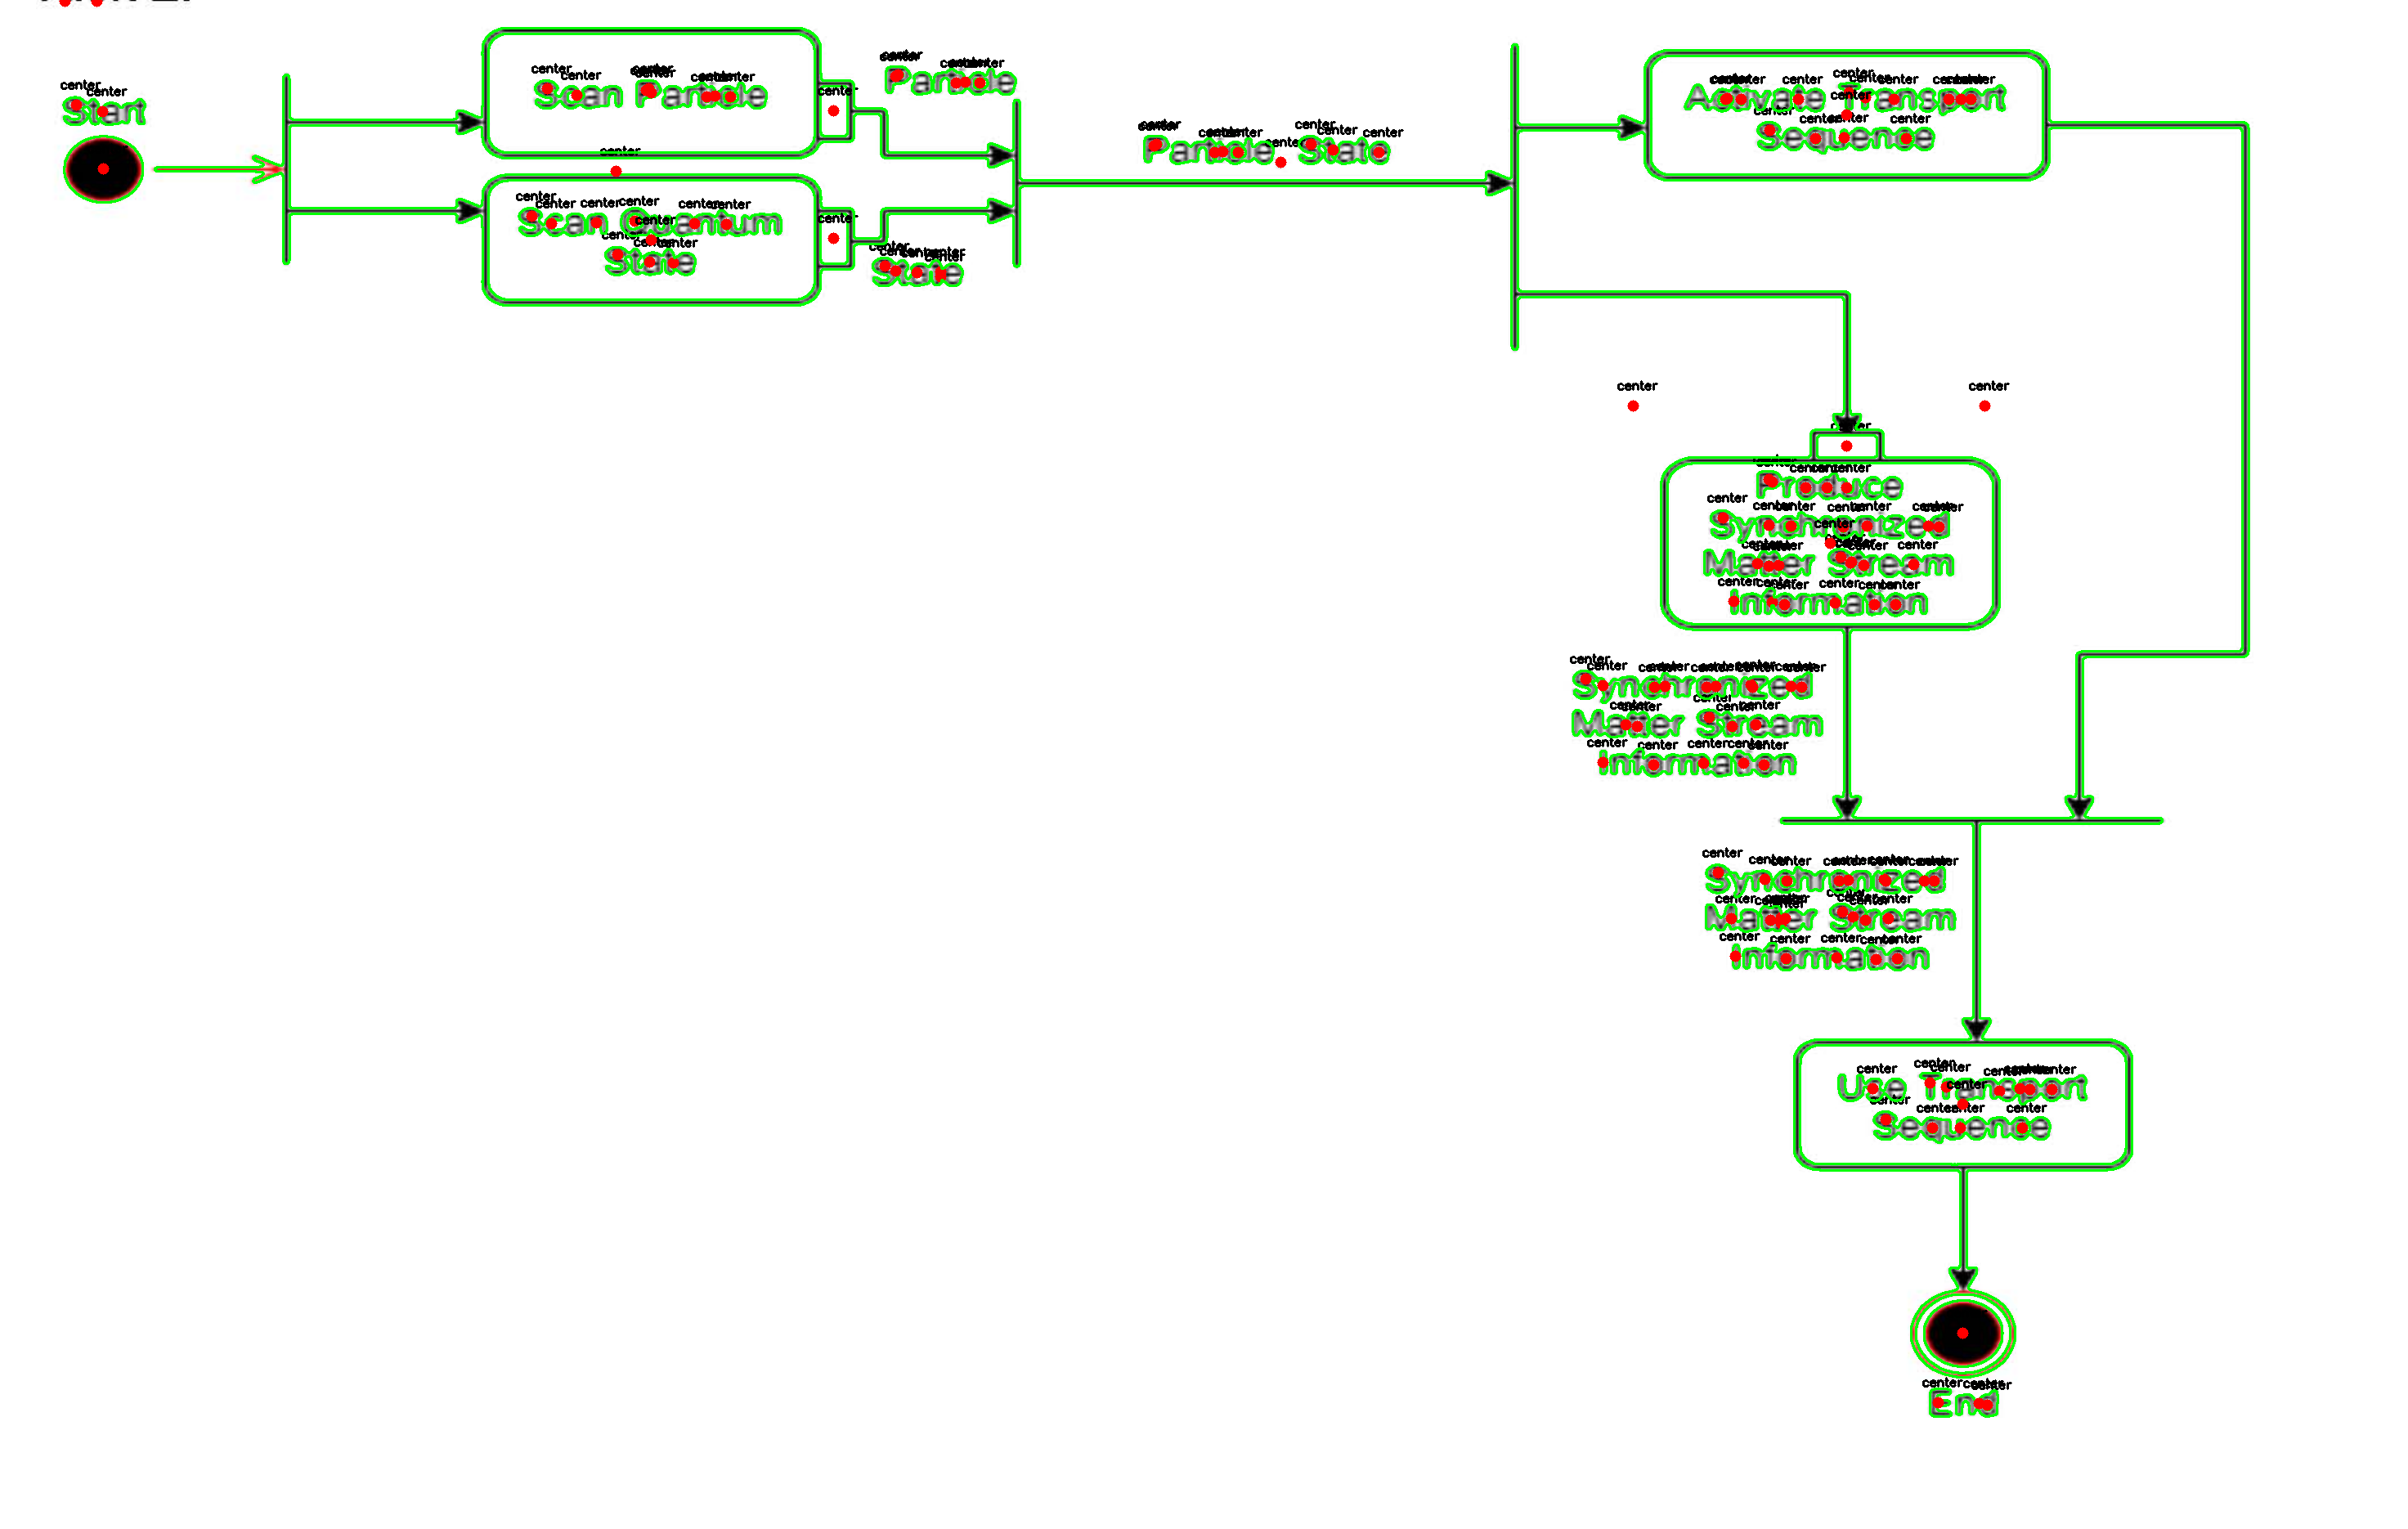 Start
Scan Particle
Particle
Scan Quantum
State
State
Particle State
Activate Transport
Sequence
Produce
Synchronized
Matter Stream
Information
Synchronized
Matter Stream
Information
Synchronized
Matter Stream
Information
Use Transport
Sequence
End
center